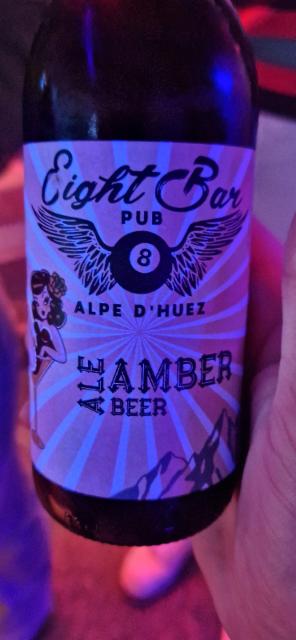 Eight Bar
PUB
8
ALPE D'HUEZ
ALE AMBER
BEER